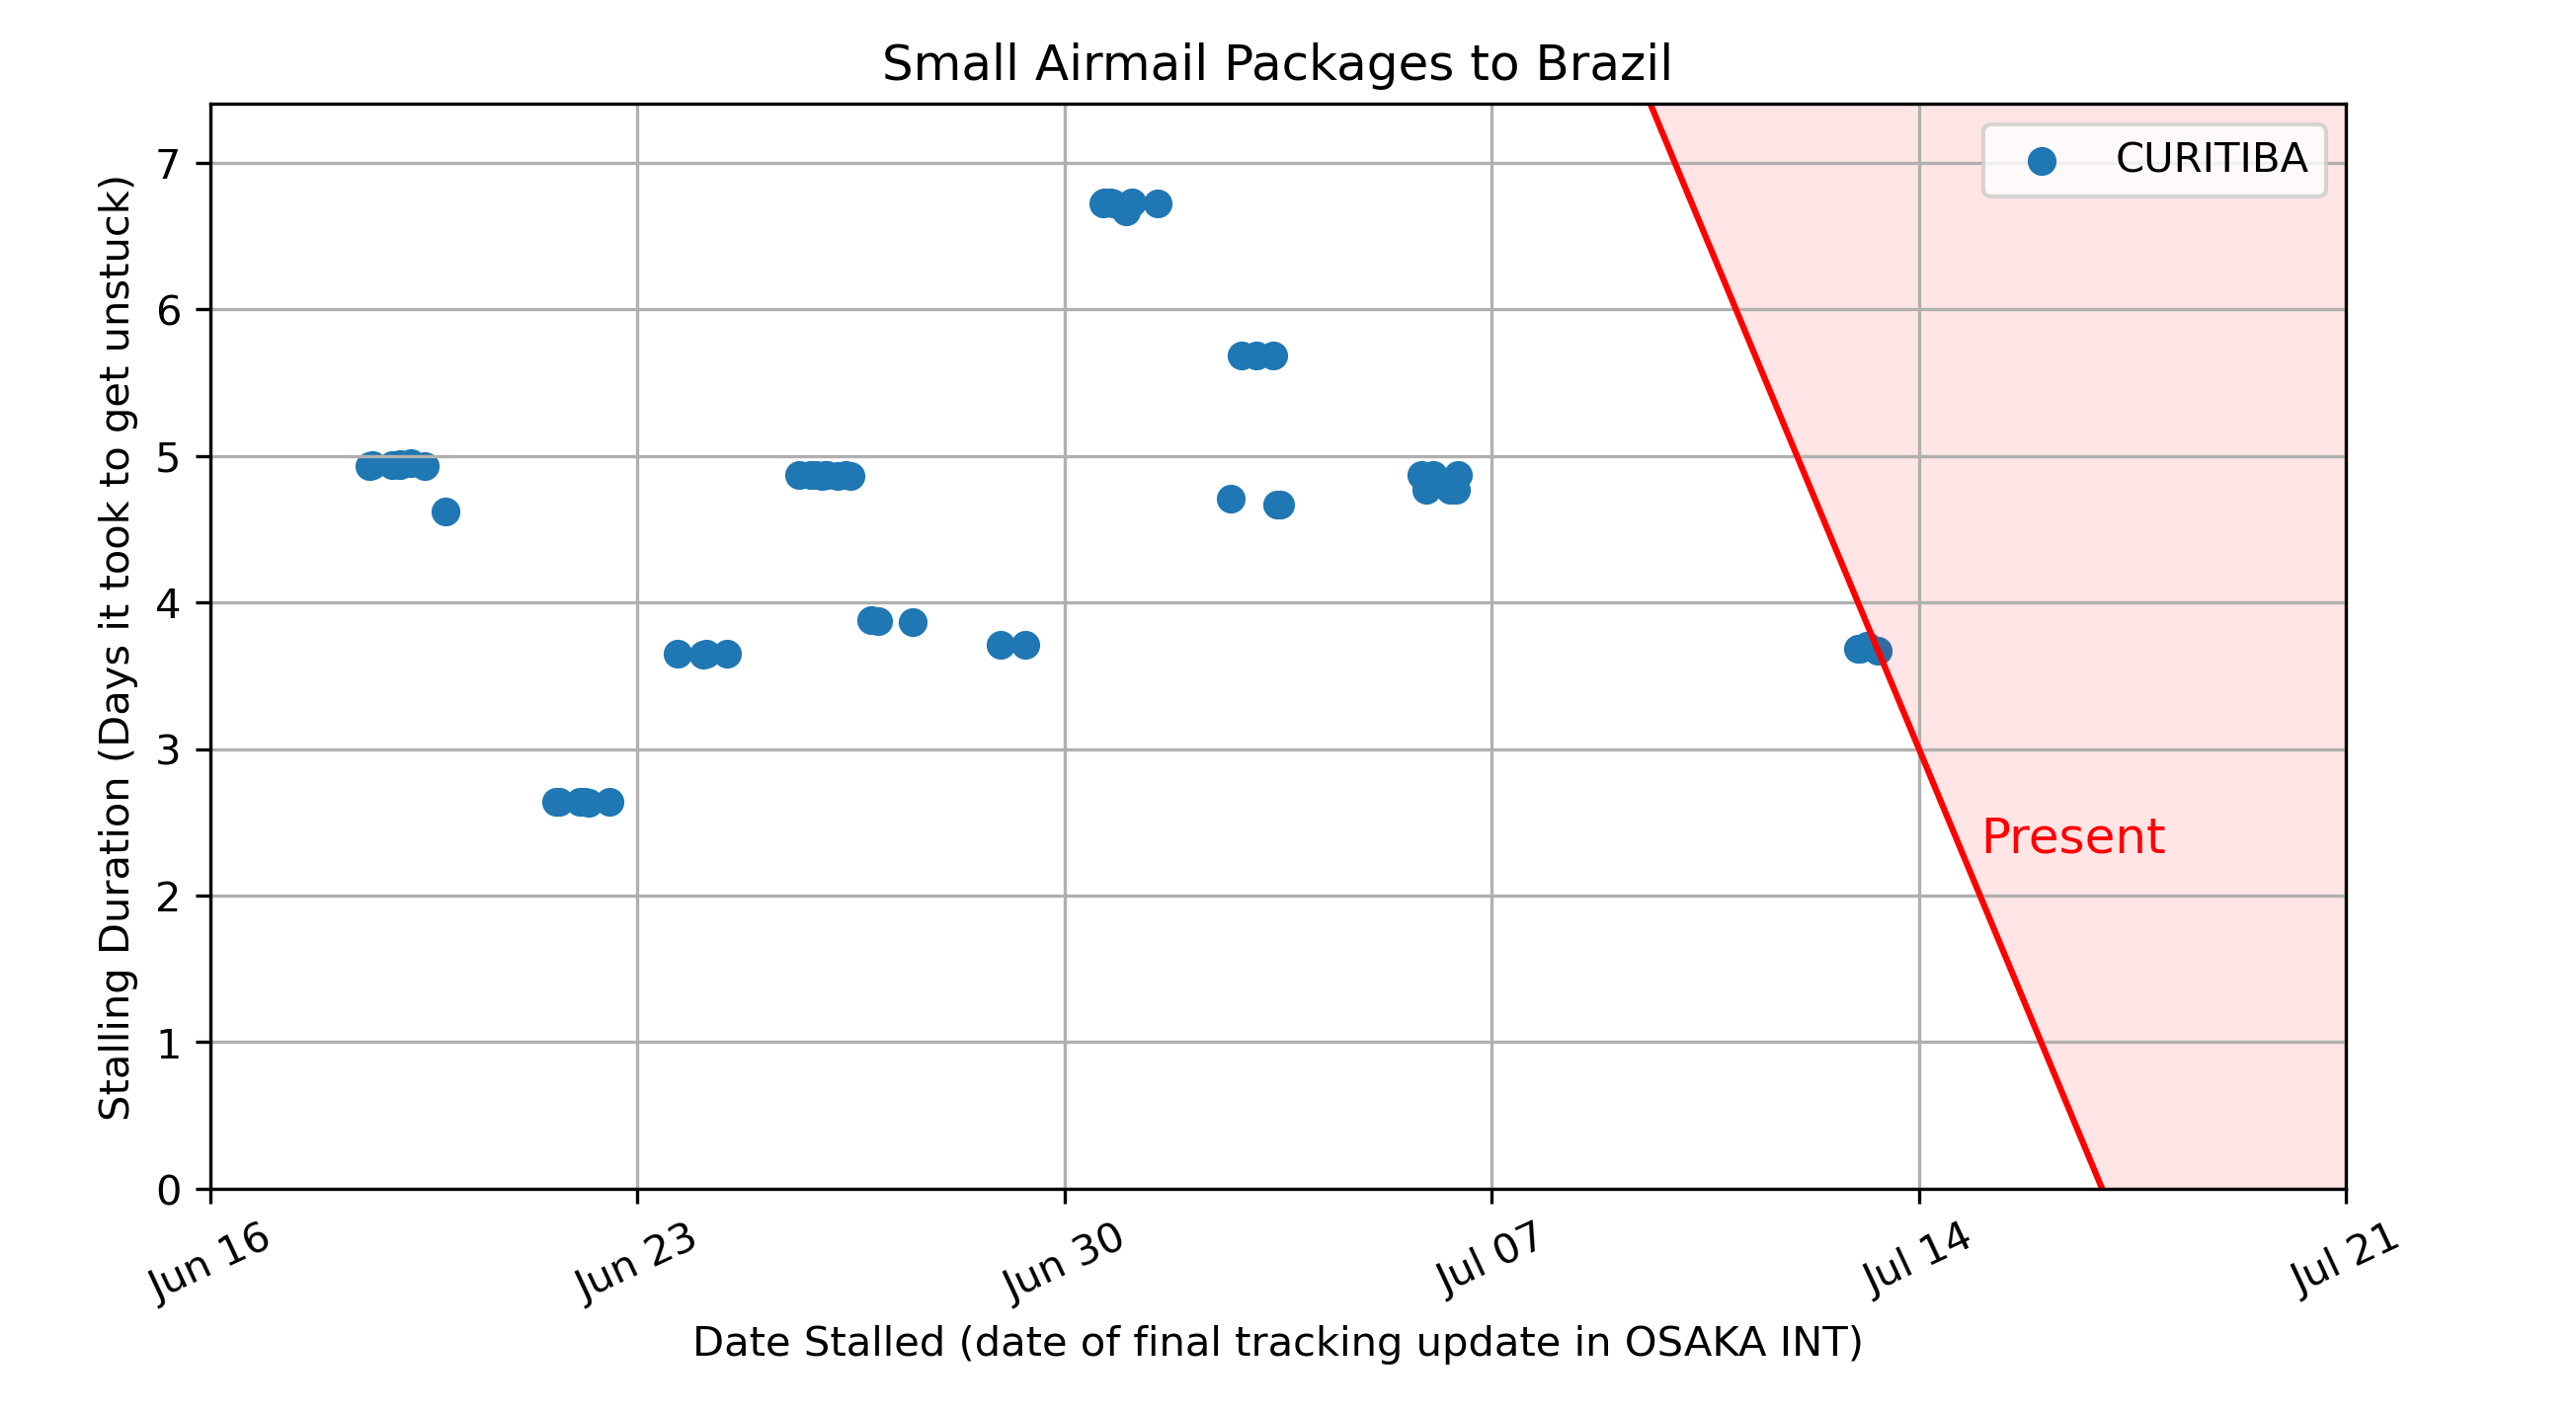 Small Airmail Packages to Brazil
Stalling Duration (Days it took to get unstuck)
7
6
5
4
3
2
1
0
CURITIBA
Present
Jun 16
Jun 23
Jun 30
Jul 07
Jul 14
Jul 21
Date Stalled (date of final tracking update in OSAKA INT)